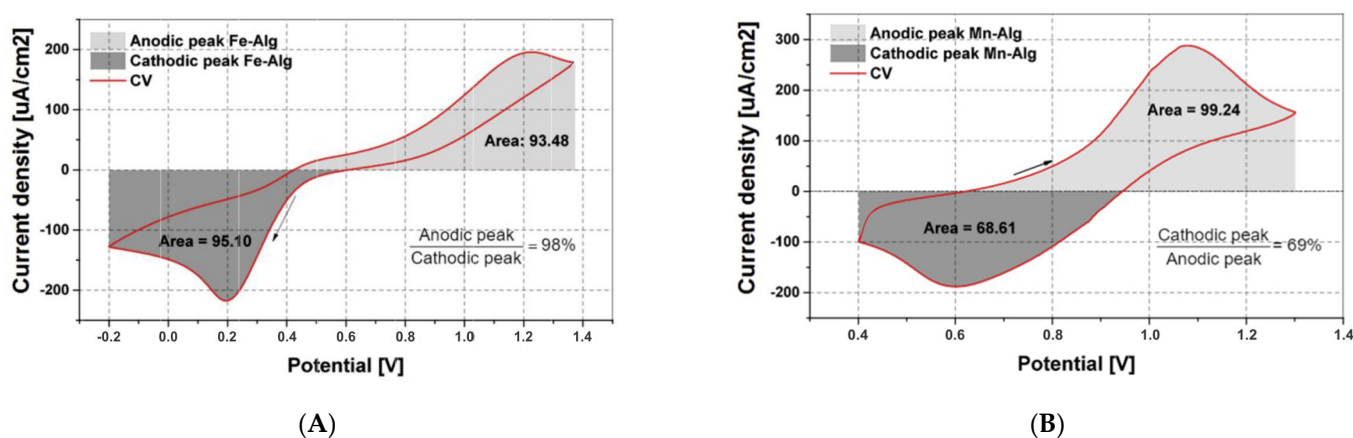 Anodic peak Fe-Alg
Cathodic peak Fe-Alg
CV
Current density [uA/cm2]
200
100
0
-100
-200
Area: 93.48
Area = 95.10
Anodic peak
Cathodic peak
= 98%
-0.2 0.0 0.2 0.4 0.6 0.8 1.0 1.2 1.4
Potential [V]
(A)
Anodic peak Mn-Alg
Cathodic peak Mn-Alg
CV
Current density [uA/cm2]
300
200
100
0
-100
-200
Area = 99.24
Area = 68.61
Cathodic peak
Anodic peak
= 69%
0.4 0.6 0.8 1.0 1.2 1.4
Potential [V]
(B)